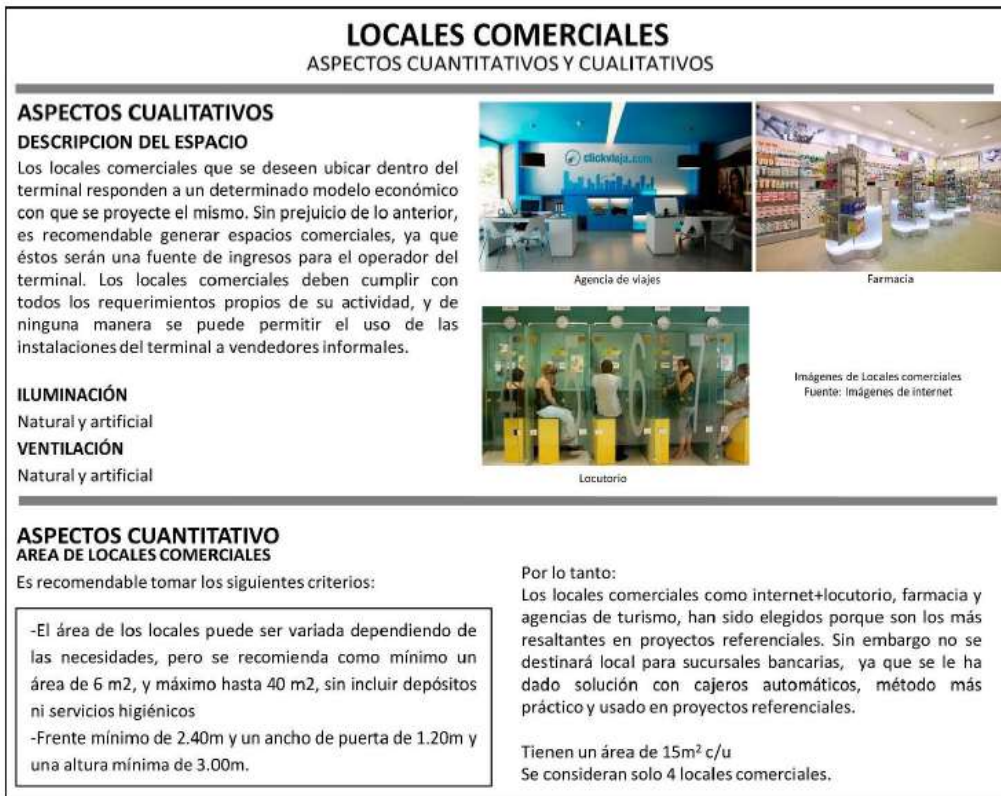 LOCALES COMERCIALES
ASPECTOS CUANTITATIVOS Y CUALITATIVOS
ASPECTOS CUALITATIVOS
DESCRIPCION DEL ESPACIO
Los locales comerciales que se deseen ubicar dentro del
terminal responden a un determinado modelo económico
con que se proyecte el mismo. Sin prejuicio de lo anterior,
es recomendable generar espacios comerciales, ya que
éstos serán una fuente de ingresos para el operador del
terminal. Los locales comerciales deben cumplir con
todos los requerimientos propios de su actividad, y de
ninguna manera se puede permitir el uso de las
instalaciones del terminal a vendedores informales.
ILUMINACIÓN
Natural y artificial
VENTILACIÓN
Natural y artificial
clickviaja.com
Agencia de viajes
Farmacia
6
7
Locutorio
Imágenes de Locales comerciales
Fuente: Imágenes de internet
ASPECTOS CUANTITATIVO
AREA DE LOCALES COMERCIALES
Es recomendable tomar los siguientes criterios:
-El área de los locales puede ser variada dependiendo de
las necesidades, pero se recomienda como mínimo un
área de 6 m2, y máximo hasta 40 m2, sin incluir depósitos
ni servicios higiénicos
-Frente mínimo de 2.40m y un ancho de puerta de 1.20m y
una altura mínima de 3.00m.
Por lo tanto:
Los locales comerciales como internet+locutorio, farmacia y
agencias de turismo, han sido elegidos porque son los más
resaltantes en proyectos referenciales. Sin embargo no se
destinará local para sucursales bancarias, ya que se le ha
dado solución con cajeros automáticos, método más
práctico y usado en proyectos referenciales.
Tienen un área de 15m² c/u
Se consideran solo 4 locales comerciales.